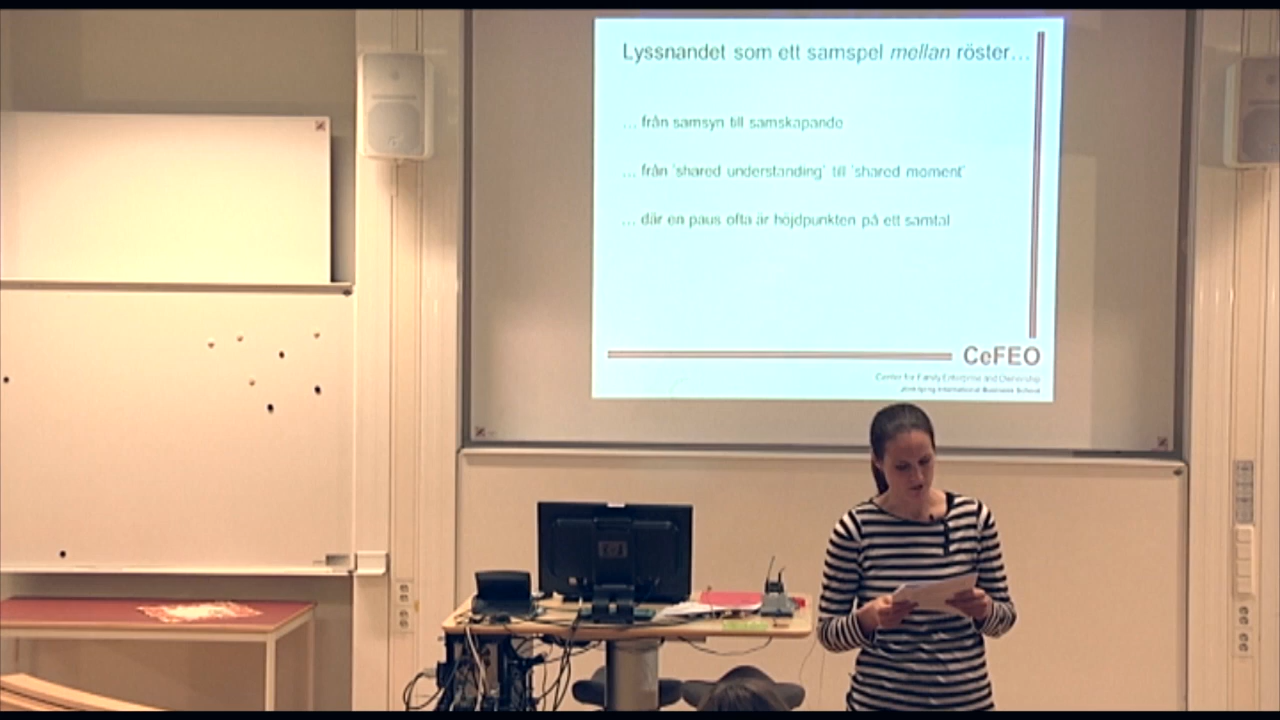 Lyssnandet som ett samspel mellan röster…
… från samsyn till samskapande
… från 'shared understanding' till 'shared moment'
… där en paus ofta är höjdpunkten på ett samtal
CeFEO
Center for Family Enterprise and Ownership
Jönköping International Business School
hp